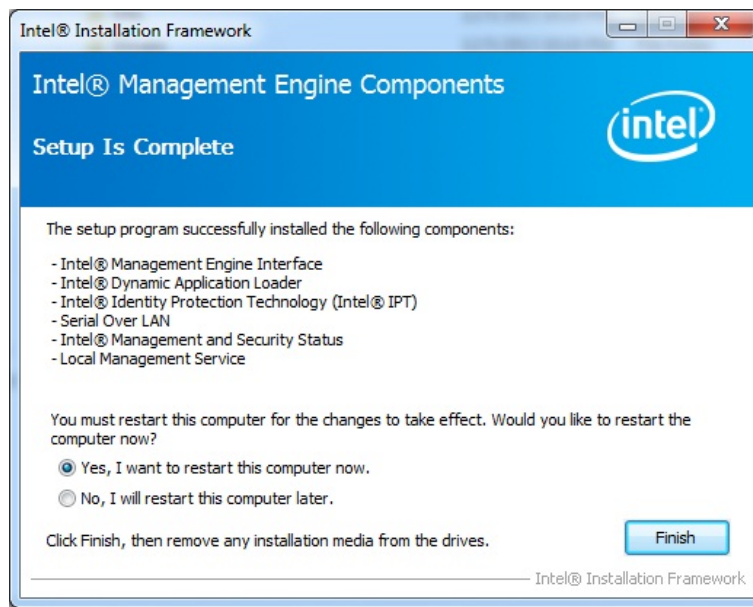 Intel® Installation Framework
Intel® Management Engine Components
intel
Setup Is Complete
The setup program successfully installed the following components:
- Intel® Management Engine Interface
- Intel® Dynamic Application Loader
- Intel® Identity Protection Technology (Intel® IPT)
- Serial Over LAN
- Intel® Management and Security Status
- Local Management Service
You must restart this computer for the changes to take effect. Would you like to restart the
computer now?
Yes, I want to restart this computer now.
No, I will restart this computer later.
Click Finish, then remove any installation media from the drives.
Finish
Intel® Installation Framework